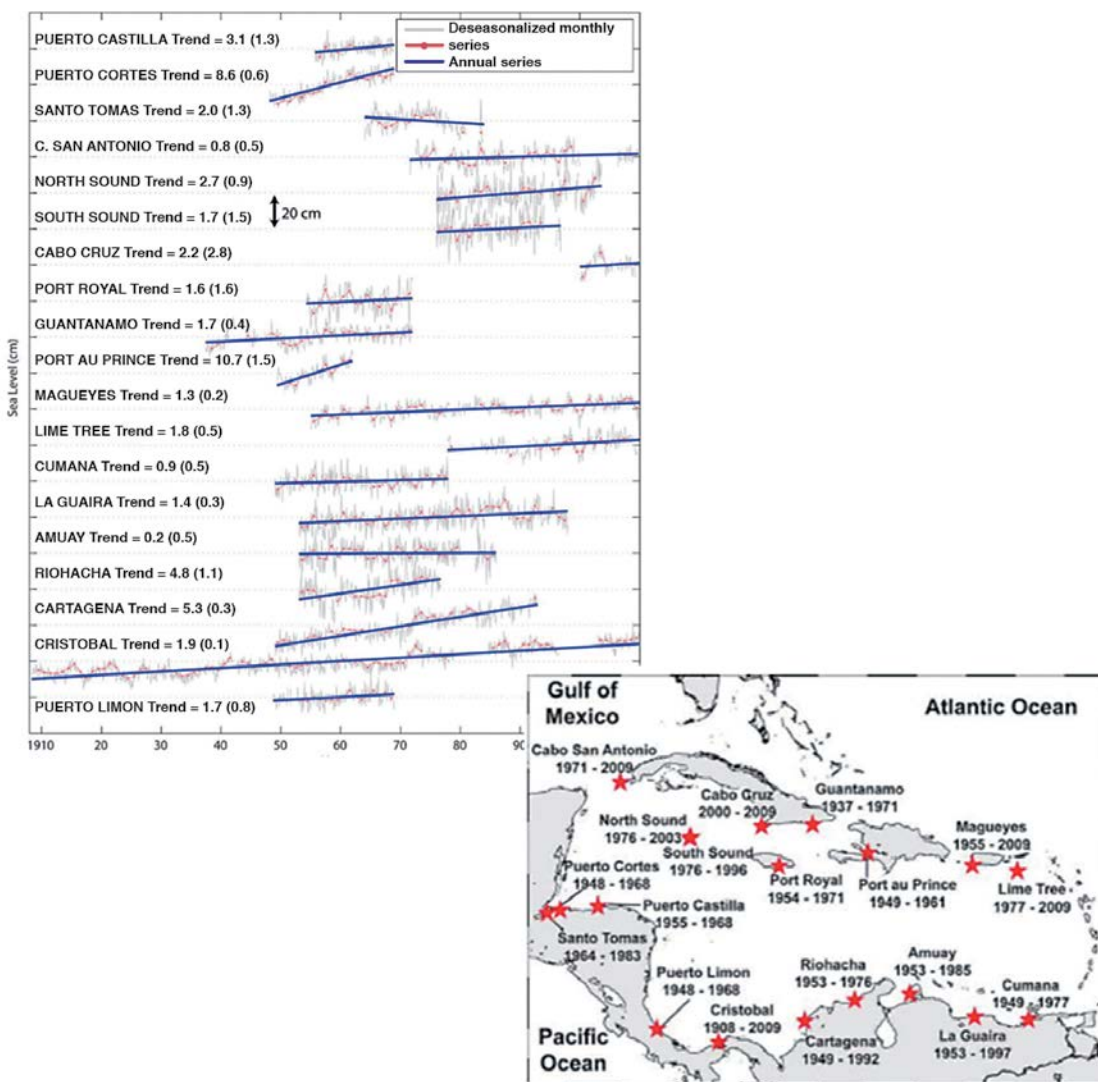 PUERTO CASTILLA Trend = 3.1 (1.3)
PUERTO CORTES Trend = 8.6 (0.6)
SANTO TOMAS Trend = 2.0 (1.3)
C. SAN ANTONIO Trend = 0.8 (0.5)
NORTH SOUND Trend = 2.7 (0.9)
SOUTH SOUND Trend = 1.7 (1.5)
CABO CRUZ Trend = 2.2 (2.8)
PORT ROYAL Trend = 1.6 (1.6)
GUANTANAMO Trend = 1.7 (0.4)
PORT AU PRINCE Trend = 10.7 (1.5)
MAGUEYES Trend = 1.3 (0.2)
LIME TREE Trend = 1.8 (0.5)
CUMANA Trend = 0.9 (0.5)
LA GUAIRA Trend = 1.4 (0.3)
AMUAY Trend = 0.2 (0.5)
RIOHACHA Trend = 4.8 (1.1)
CARTAGENA Trend = 5.3 (0.3)
CRISTOBAL Trend = 1.9 (0.1)
PUERTO LIMON Trend = 1.7 (0.8)
Deseasonalized monthly
series
Annual series
20 cm
Sea Level (cm)
1910 20 30 40 50 60 70 80 90
Gulf of
Mexico
Atlantic Ocean
Cabo San Antonio
1971 - 2009
Cabo Cruz
2000 - 2009
Guantanamo
1937 - 1971
North Sound
1976 - 2003
South Sound
1976 - 1996
Magueyes
1955 - 2009
Puerto Cortes
1948 - 1968
Port Royal
1954 - 1971
Port au Prince
1949 - 1961
Lime Tree
1977 - 2009
Puerto Castilla
1955 - 1968
Santo Tomas
1964 - 1983
Puerto Limon
1948 - 1968
Riohacha
1953 - 1976
Amuay
1953 - 1985
Cumana
1949 - 1977
Cristobal
1908 - 2009
Cartagena
1949 - 1992
La Guaira
1953 - 1997
Pacific
Ocean